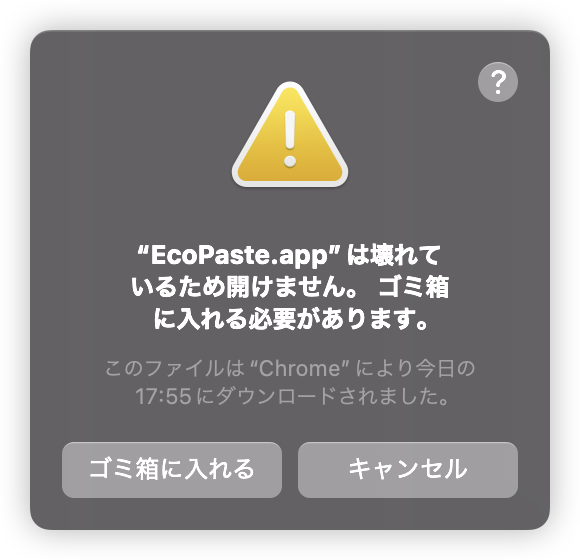 ?
“EcoPaste.app”は壊れて
いるため開けません。 ゴミ箱
に入れる必要があります。
このファイルは“Chrome”により今日の
17:55にダウンロードされました。
ゴミ箱に入れる
キャンセル